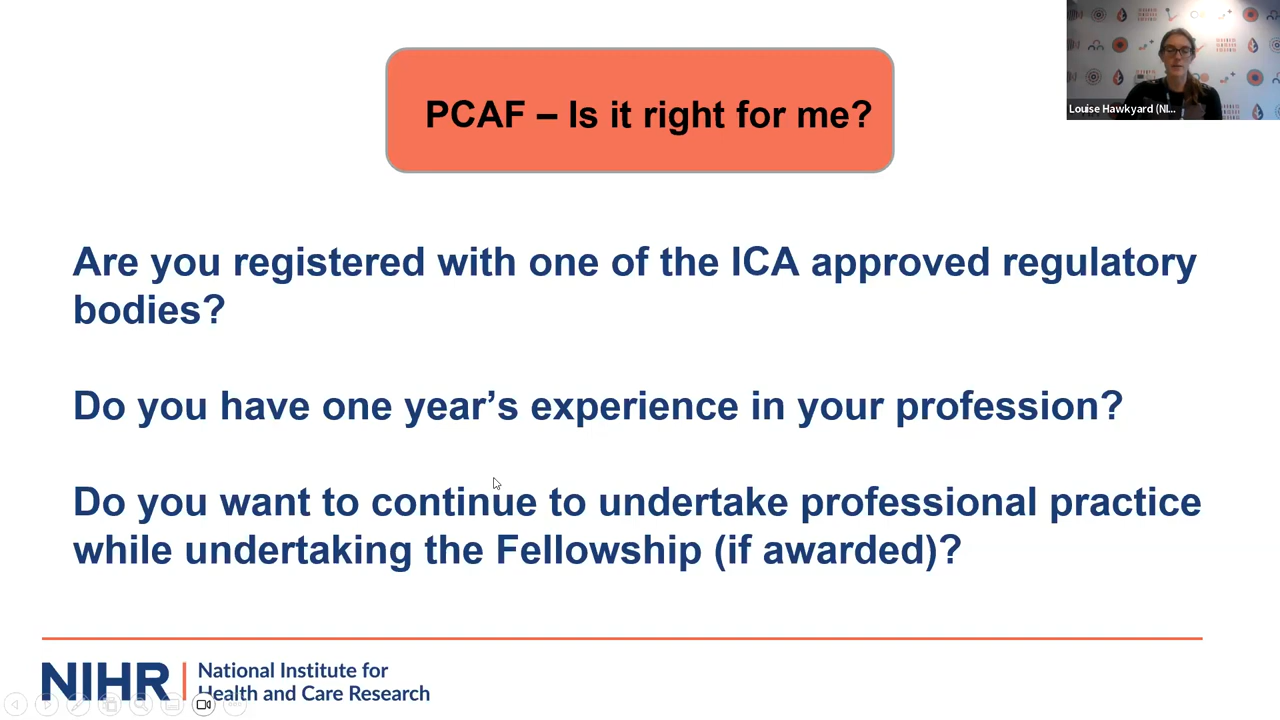 PCAF – Is it right for me?
Louise Hawkyard (NI...
Are you registered with one of the ICA approved regulatory
bodies?
Do you have one year’s experience in your profession?
Do you want to continue to undertake professional practice
while undertaking the Fellowship (if awarded)?
NIHR | National Institute for
Health and Care Research